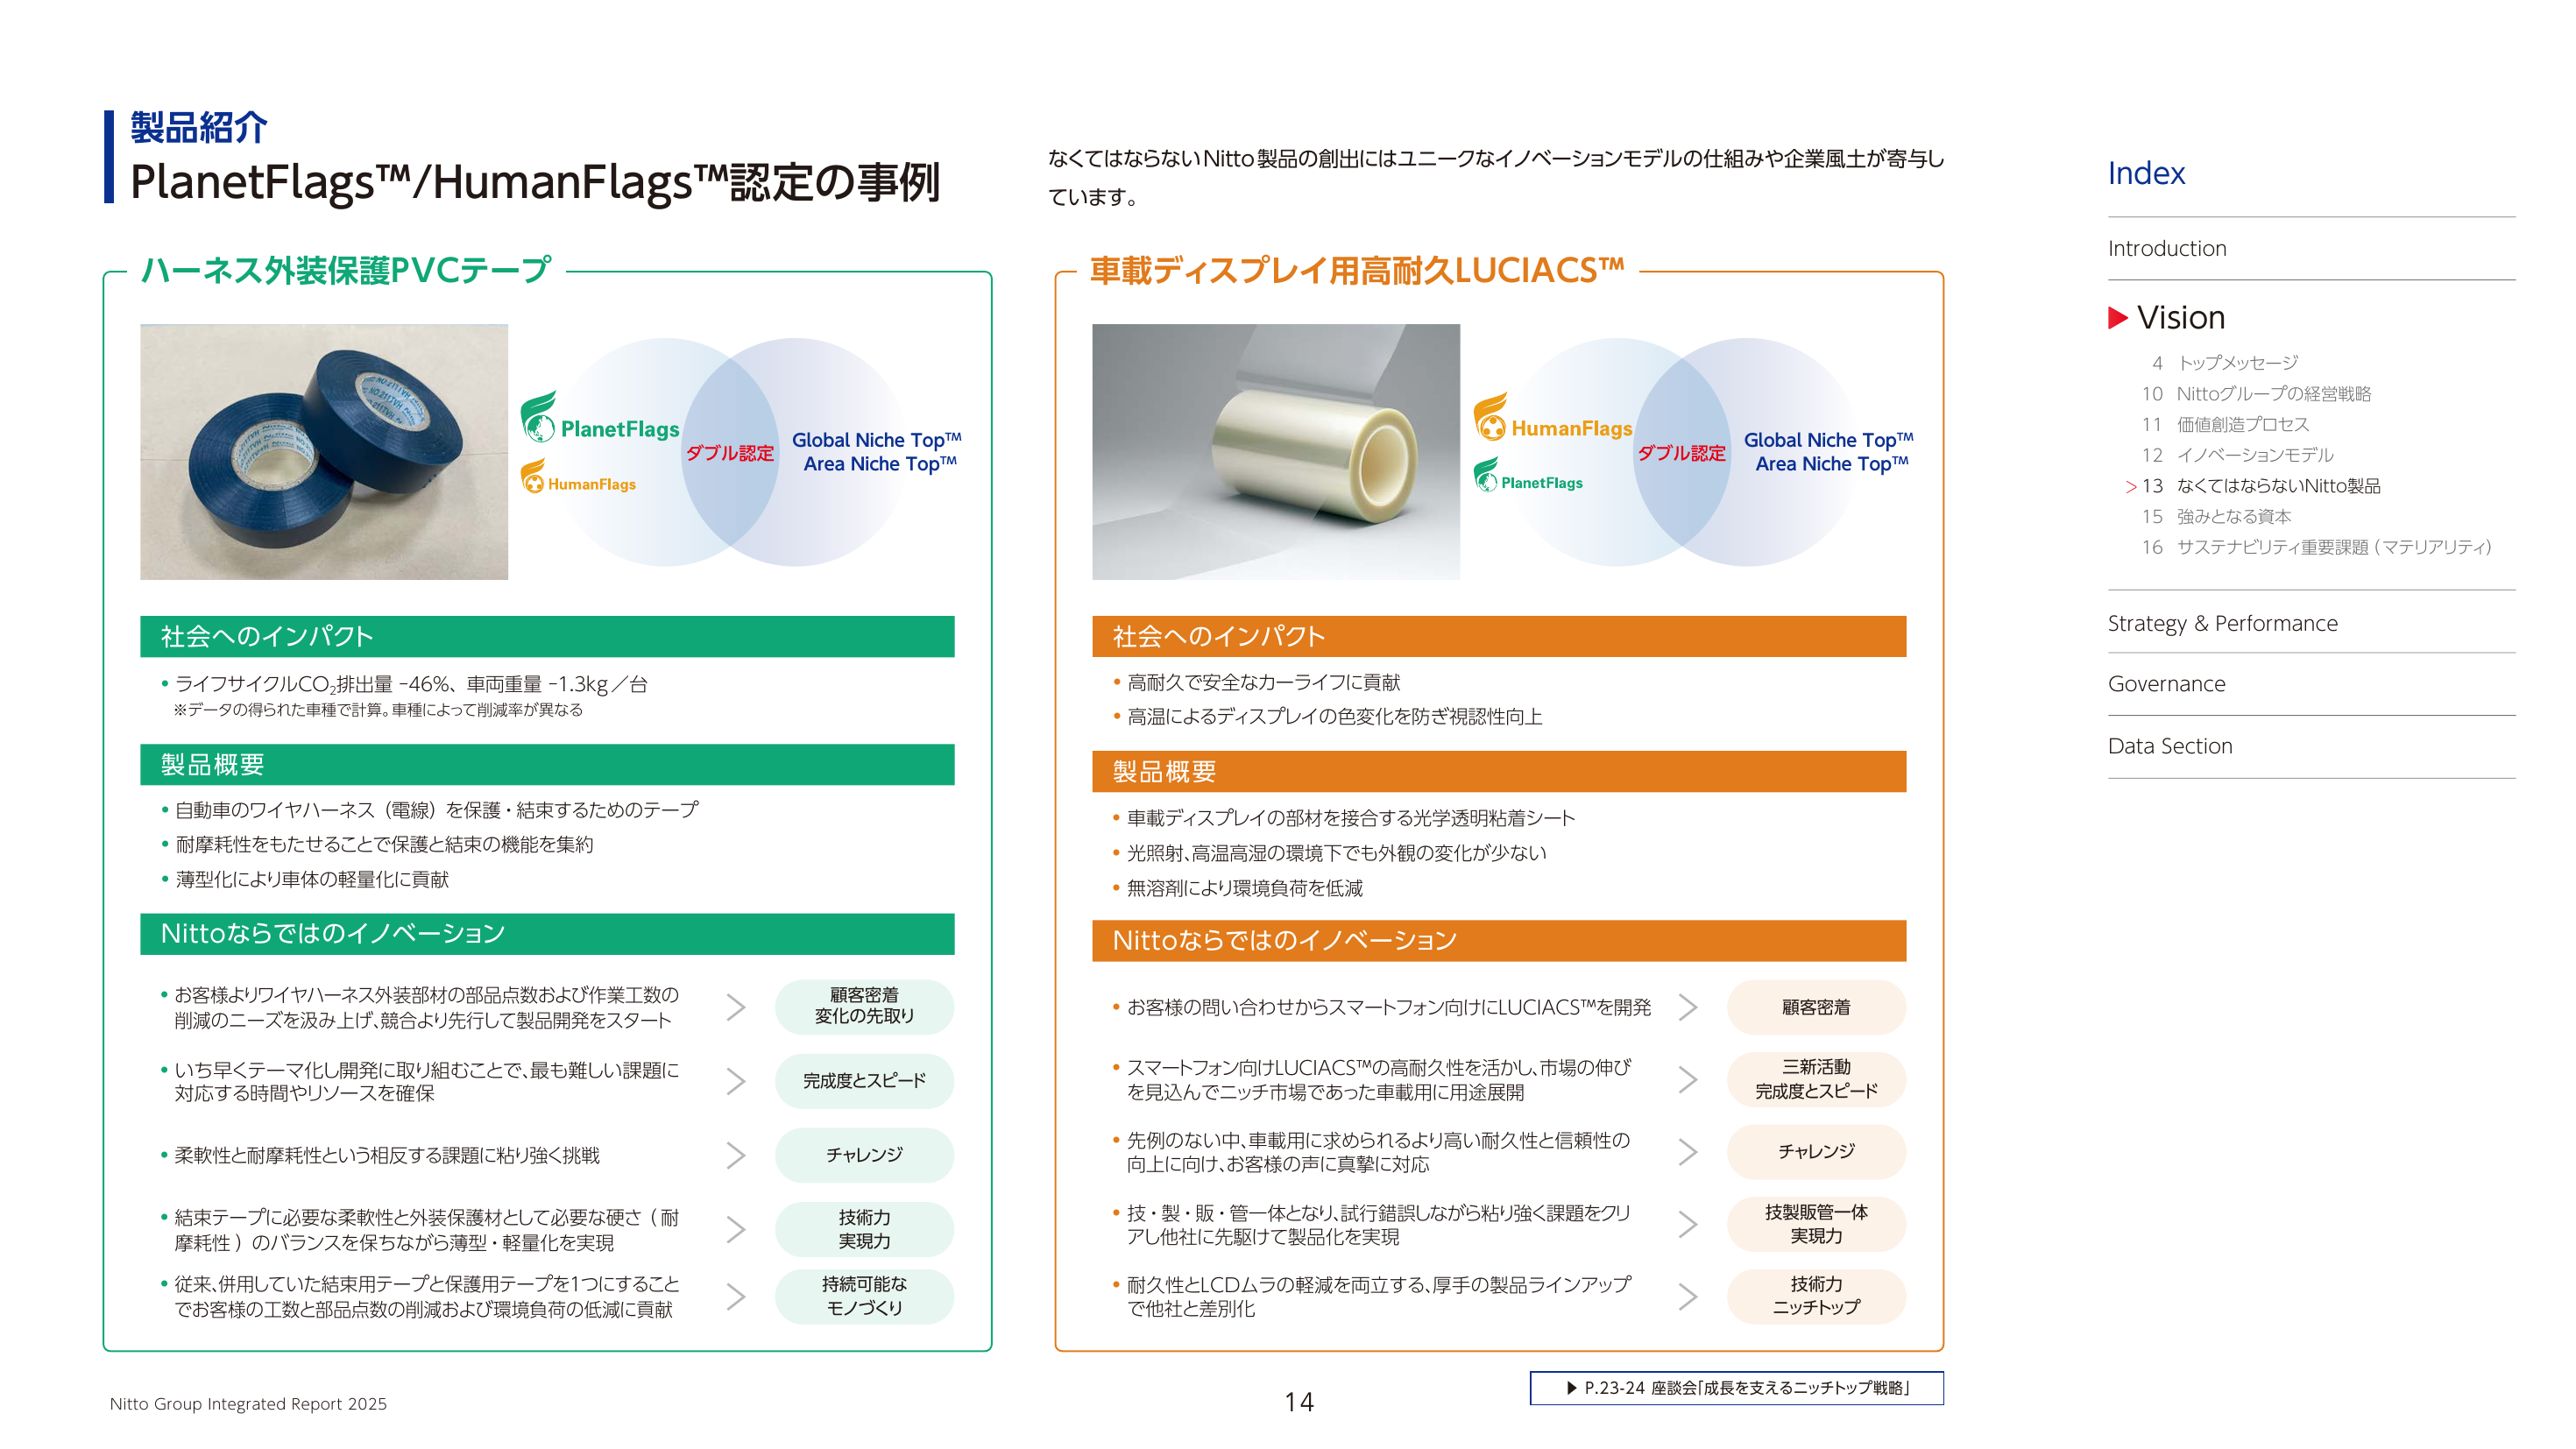 製品紹介
PlanetFlags™/HumanFlags™認定の事例
なくてはならないNitto製品の創出にはユニークなイノベーションモデルの仕組みや企業風土が寄与し
ています。
ハーネス外装保護PVCテープ
PlanetFlags
HumanFlags
ダブル認定
Global Niche Top™
Area Niche Top™
社会へのインパクト
• ライフサイクルCO₂排出量 −46%、車両重量 −1.3kg／台
※データの得られた車種で計算。車種によって削減率が異なる
製品概要
• 自動車のワイヤハーネス（電線）を保護・結束するためのテープ
• 耐摩耗性をもたせることで保護と結束の機能を集約
• 薄型化により車体の軽量化に貢献
Nittoならではのイノベーション
• お客様よりワイヤハーネス外装部材の部品点数および作業工数の
削減のニーズを汲み上げ、競合より先行して製品開発をスタート
顧客密着
変化の先取り
• いち早くテーマ化し開発に取り組むことで、最も難しい課題に
対応する時間やリソースを確保
完成度とスピード
• 柔軟性と耐摩耗性という相反する課題に粘り強く挑戦
チャレンジ
• 結束テープに必要な柔軟性と外装保護材として必要な硬さ（耐
摩耗性）のバランスを保ちながら薄型・軽量化を実現
技術力
実現力
• 従来、併用していた結束用テープと保護用テープを1つにすること
でお客様の工数と部品点数の削減および環境負荷の低減に貢献
持続可能な
モノづくり
車載ディスプレイ用高耐久LUCIACS™
HumanFlags
PlanetFlags
ダブル認定
Global Niche Top™
Area Niche Top™
社会へのインパクト
• 高耐久で安全なカーライフに貢献
• 高温によるディスプレイの色変化を防ぎ視認性向上
製品概要
• 車載ディスプレイの部材を接合する光学透明粘着シート
• 光照射、高温高湿の環境下でも外観の変化が少ない
• 無溶剤により環境負荷を低減
Nittoならではのイノベーション
• お客様の問い合わせからスマートフォン向けにLUCIACS™を開発
顧客密着
• スマートフォン向けLUCIACS™の高耐久性を活かし、市場の伸び
を見込んでニッチ市場であった車載用に用途展開
三新活動
完成度とスピード
• 先例のない中、車載用に求められるより高い耐久性と信頼性の
向上に向け、お客様の声に真摯に対応
チャレンジ
• 技・製・販・管一体となり、試行錯誤しながら粘り強く課題をクリ
アし他社に先駆けて製品化を実現
技製販管一体
実現力
• 耐久性とLCDムラの軽減を両立する、厚手の製品ラインアップ
で他社と差別化
技術力
ニッチトップ
▶ P.23-24 座談会「成長を支えるニッチトップ戦略」
Nitto Group Integrated Report 2025
14
Index
Introduction
▶ Vision
4 トップメッセージ
10 Nittoグループの経営戦略
11 価値創造プロセス
12 イノベーションモデル
> 13 なくてはならないNitto製品
15 強みとなる資本
16 サステナビリティ重要課題（マテリアリティ）
Strategy & Performance
Governance
Data Section